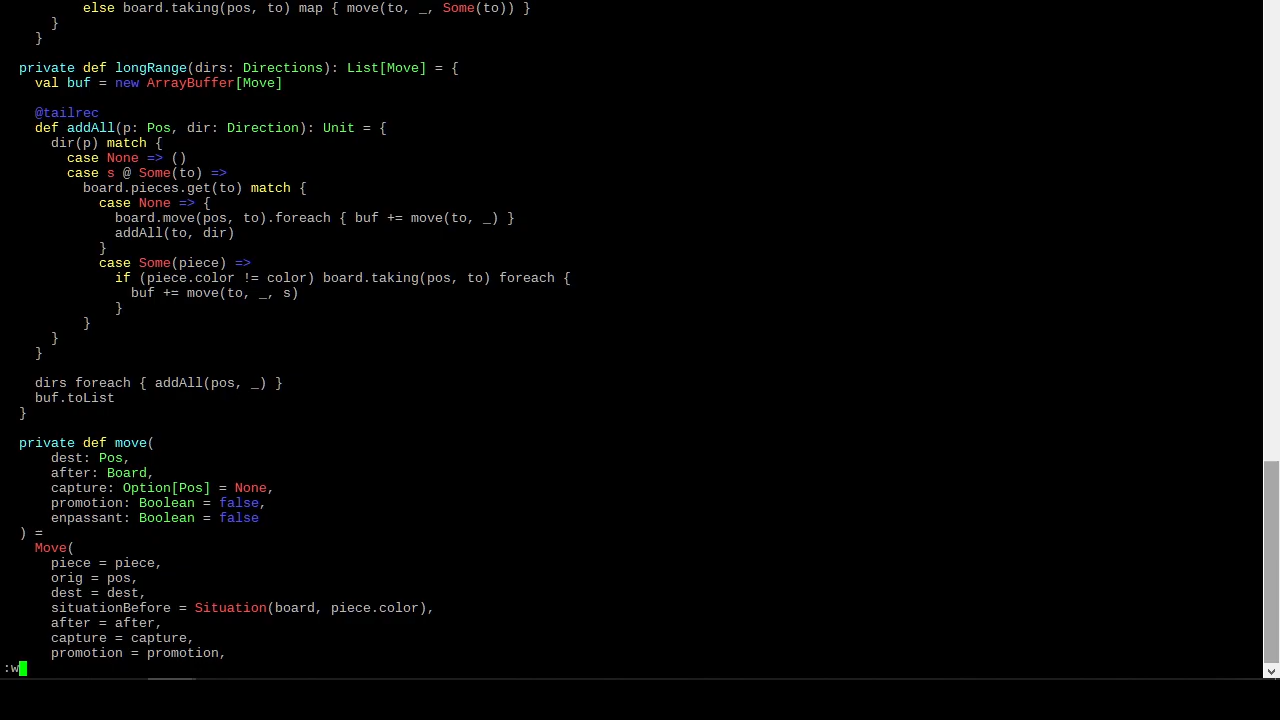 else board.taking(pos, to) map { move(to, _, Some(to)) }
}
}
private def longRange(dirs: Directions): List[Move] = {
val buf = new ArrayBuffer[Move]
@tailrec
def addAll(p: Pos, dir: Direction): Unit = {
dir(p) match {
case None => ()
case s @ Some(to) =>
board.pieces.get(to) match {
case None => {
board.move(pos, to).foreach { buf += move(to, _) }
addAll(to, dir)
}
case Some(piece) =>
if (piece.color != color) board.taking(pos, to) foreach {
buf += move(to, _, s)
}
}
}
}
dirs foreach { addAll(pos, _) }
buf.toList
}
private def move(
dest: Pos,
after: Board,
capture: Option[Pos] = None,
promotion: Boolean = false,
enpassant: Boolean = false
) =
Move(
piece = piece,
orig = pos,
dest = dest,
situationBefore = Situation(board, piece.color),
after = after,
capture = capture,
promotion = promotion,
:w